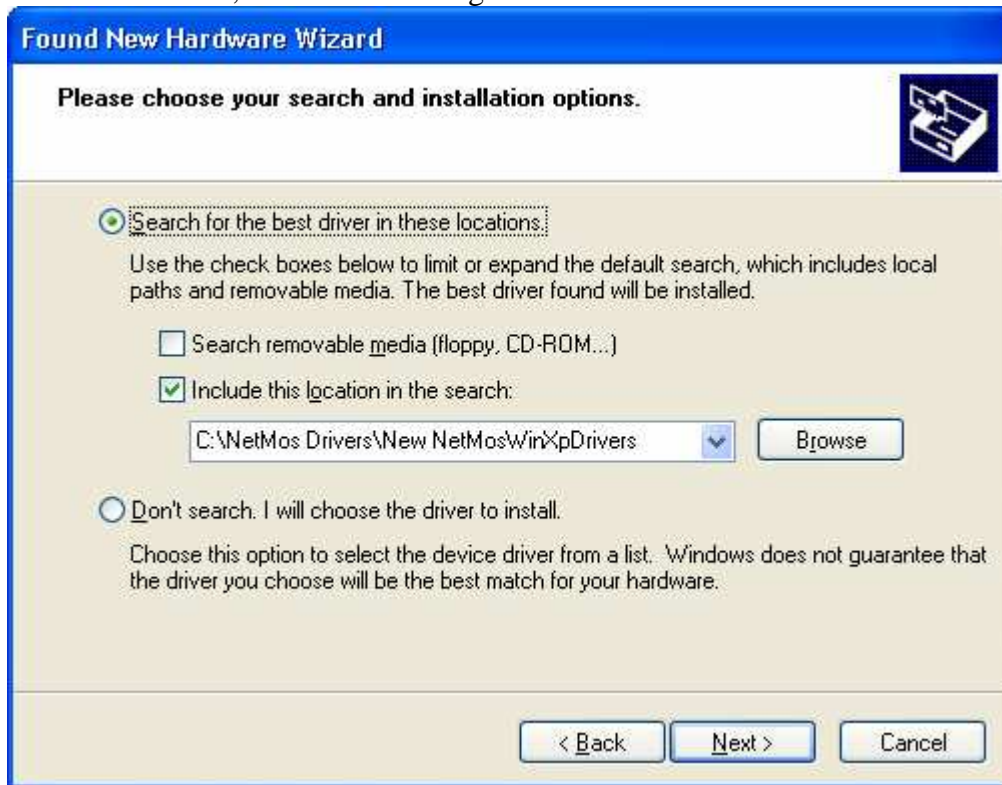 Found New Hardware Wizard
Please choose your search and installation options.
Search for the best driver in these locations.
Use the check boxes below to limit or expand the default search, which includes local
paths and removable media. The best driver found will be installed.
Search removable media (floppy, CD-ROM...)
Include this location in the search:
C:\NetMos Drivers\New NetMosWinXpDrivers
Browse
Don't search. I will choose the driver to install.
Choose this option to select the device driver from a list. Windows does not guarantee that
the driver you choose will be the best match for your hardware.
< Back
Next >
Cancel